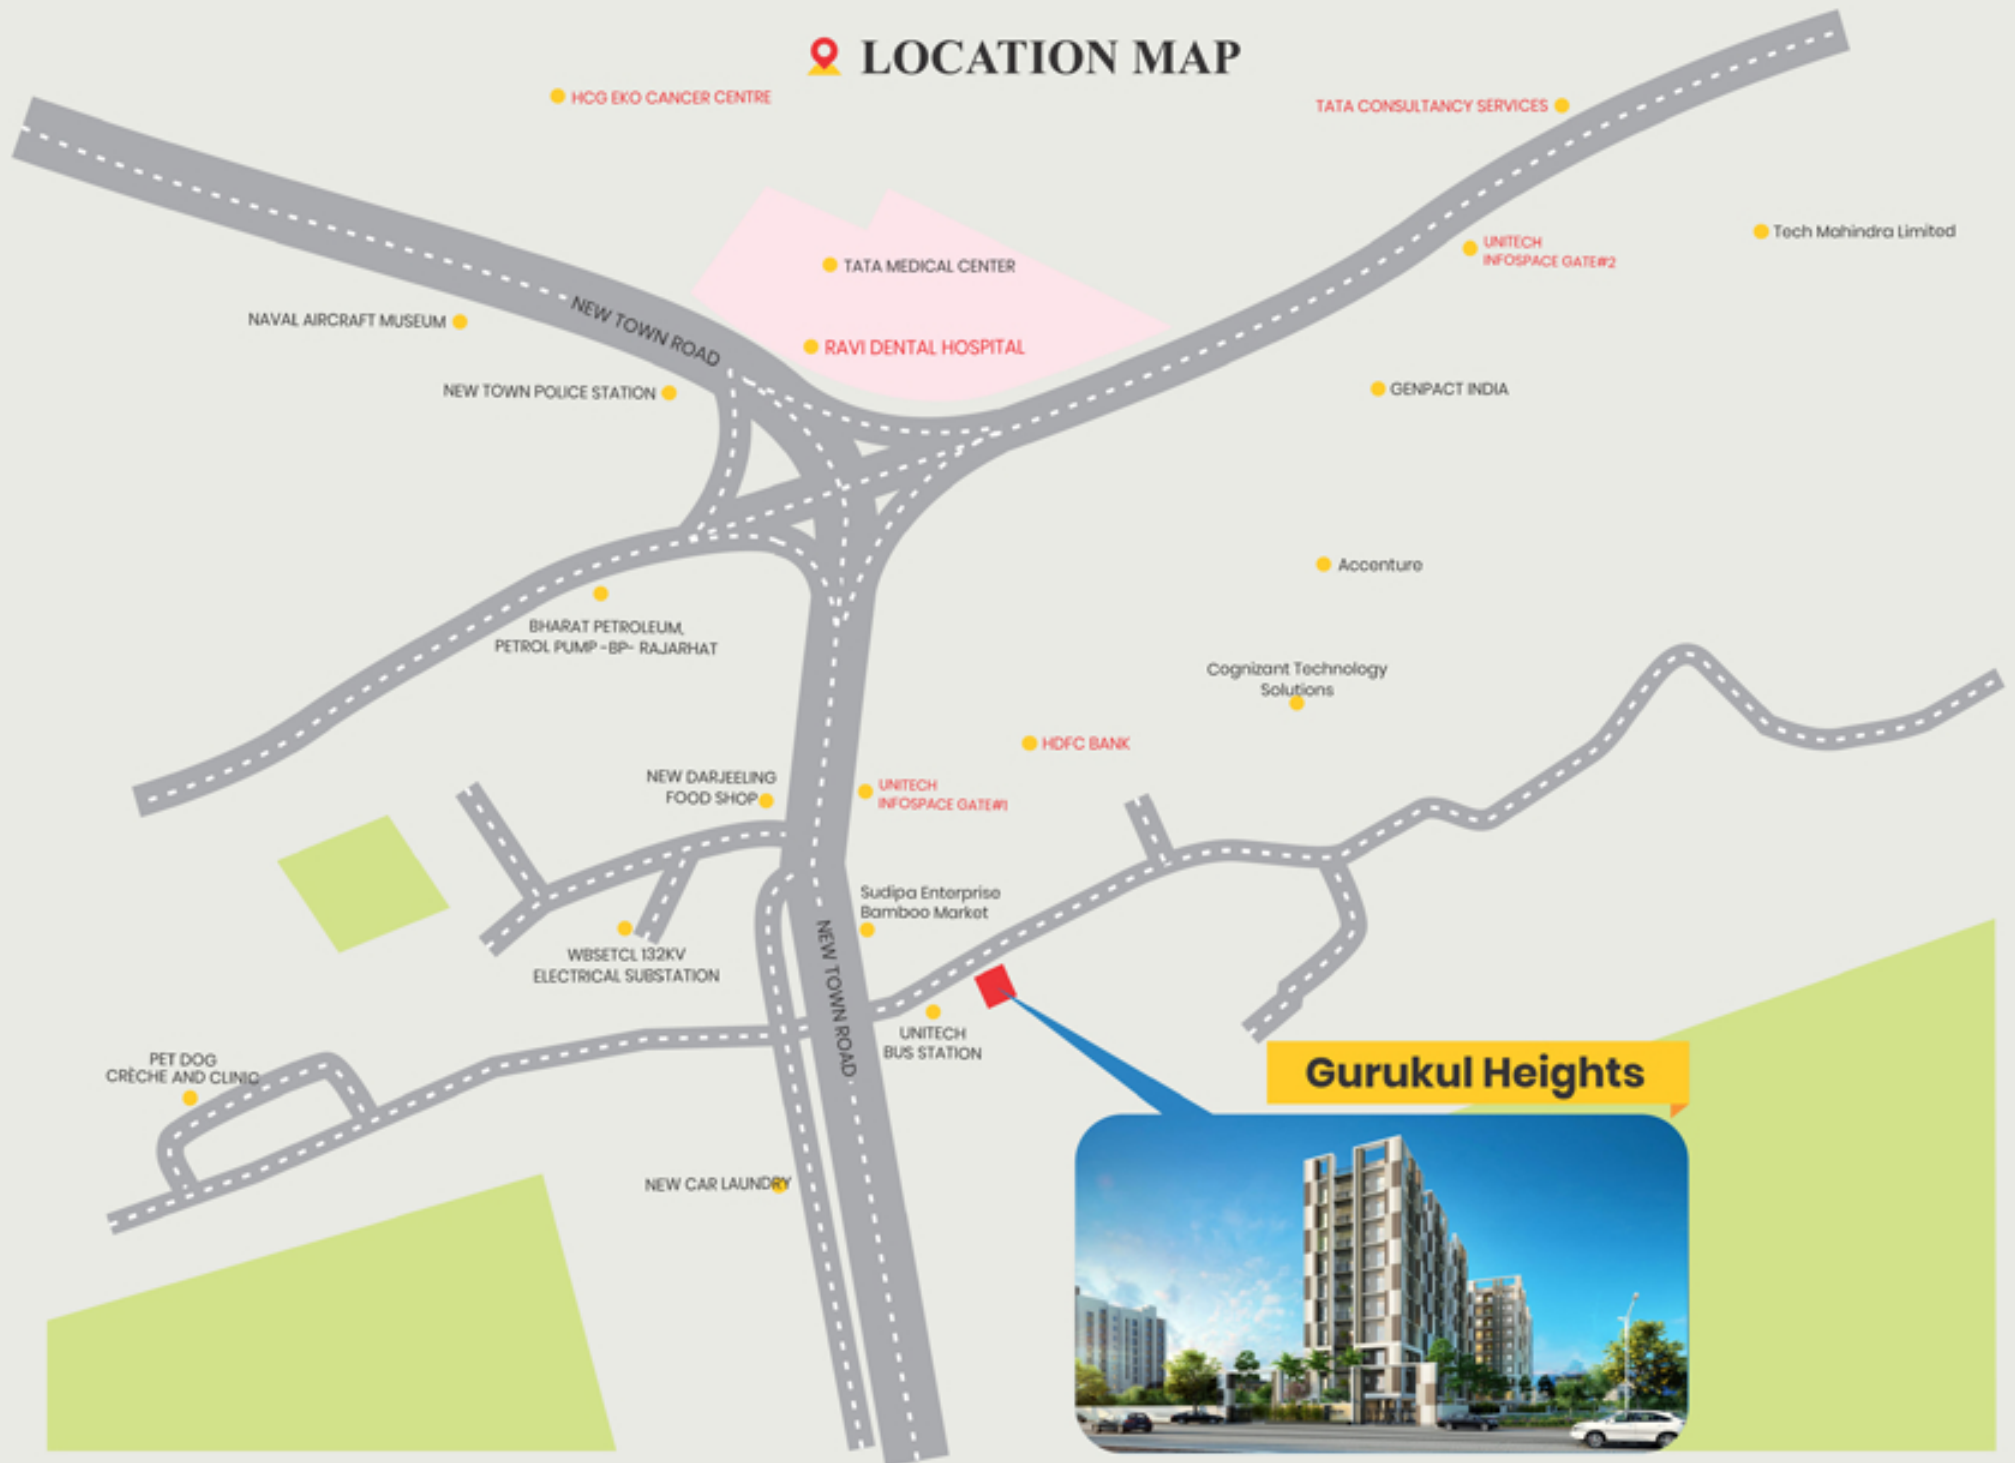 LOCATION MAP
HCG EKO CANCER CENTRE
TATA CONSULTANCY SERVICES
Tech Mahindra Limited
UNITECH
INFOSPACE GATE#2
TATA MEDICAL CENTER
NAVAL AIRCRAFT MUSEUM
NEW TOWN ROAD
RAVI DENTAL HOSPITAL
NEW TOWN POLICE STATION
GENPACT INDIA
Accenture
BHARAT PETROLEUM,
PETROL PUMP -BP- RAJARHAT
Cognizant Technology
Solutions
HDFC BANK
NEW DARJEELING
FOOD SHOP
UNITECH
INFOSPACE GATE#1
Sudipa Enterprise
Bamboo Market
WBSETCL 132KV
ELECTRICAL SUBSTATION
NEW TOWN ROAD
UNITECH
BUS STATION
PET DOG
CRÈCHE AND CLINIC
Gurukul Heights
NEW CAR LAUNDRY